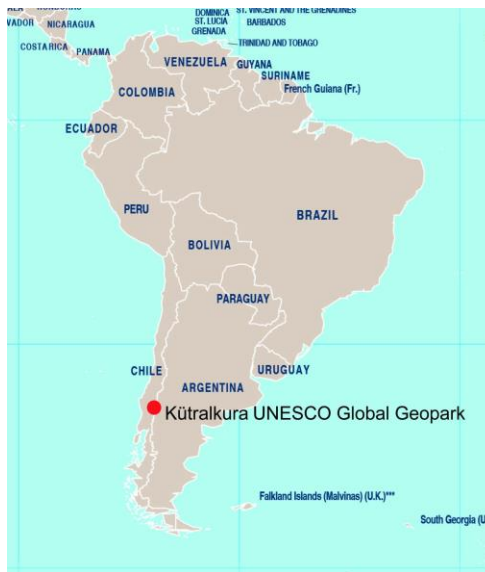 DOMINICA
ST. VINCENT AND THE GRENADINES
ST. LUCIA
BARBADOS
GRENADA
NICARAGUA
TRINIDAD AND TOBAGO
COSTA RICA
PANAMA
VENEZUELA
GUYANA
SURINAME
French Guiana (Fr.)
COLOMBIA
ECUADOR
PERU
BRAZIL
BOLIVIA
PARAGUAY
CHILE
URUGUAY
ARGENTINA
Kütralkura UNESCO Global Geopark
Falkland Islands (Malvinas) (U.K.)***
South Georgia (U